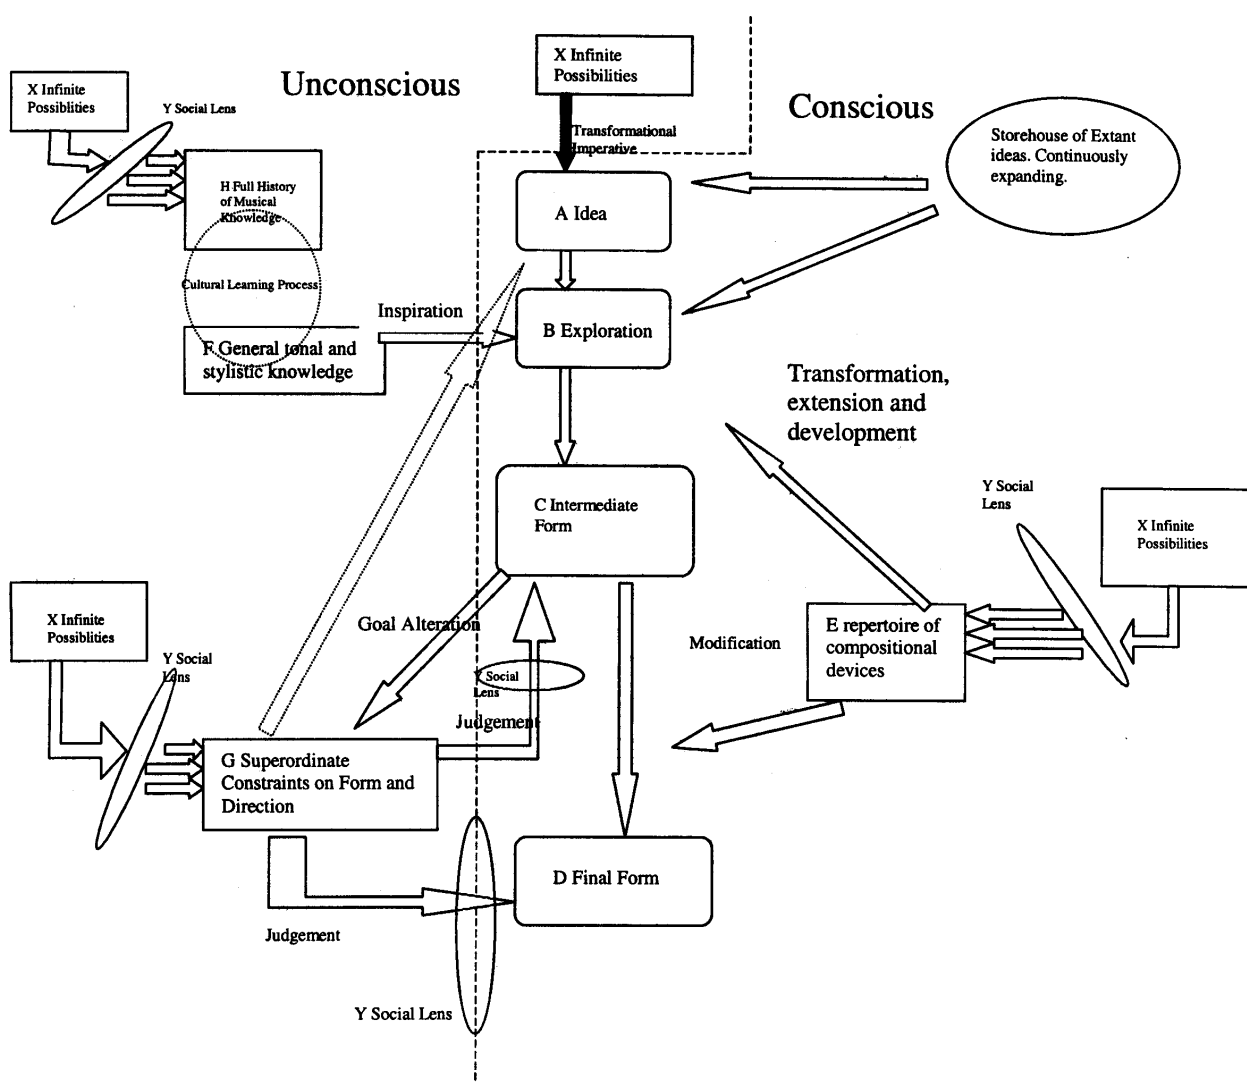 X Infinite
Possibilities
Unconscious
Conscious
X Infinite
Possiblities
Y Social Lens
Transformational
Imperative
Storehouse of Extant
ideas. Continuously
expanding.
H Full History
of Musical
Knowledge
A Idea
Cultural Learning Process
Inspiration
B Exploration
F General tonal and
stylistic knowledge
Transformation,
extension and
development
Y Social
Lens
X Infinite
Possibilities
C Intermediate
Form
X Infinite
Possiblities
Goal Alteration
E repertoire of
compositional
devices
Modification
Y Social
Lens
Y Social
Lens
Judgement
G Superordinate
Constraints on Form and
Direction
D Final Form
Judgement
Y Social Lens